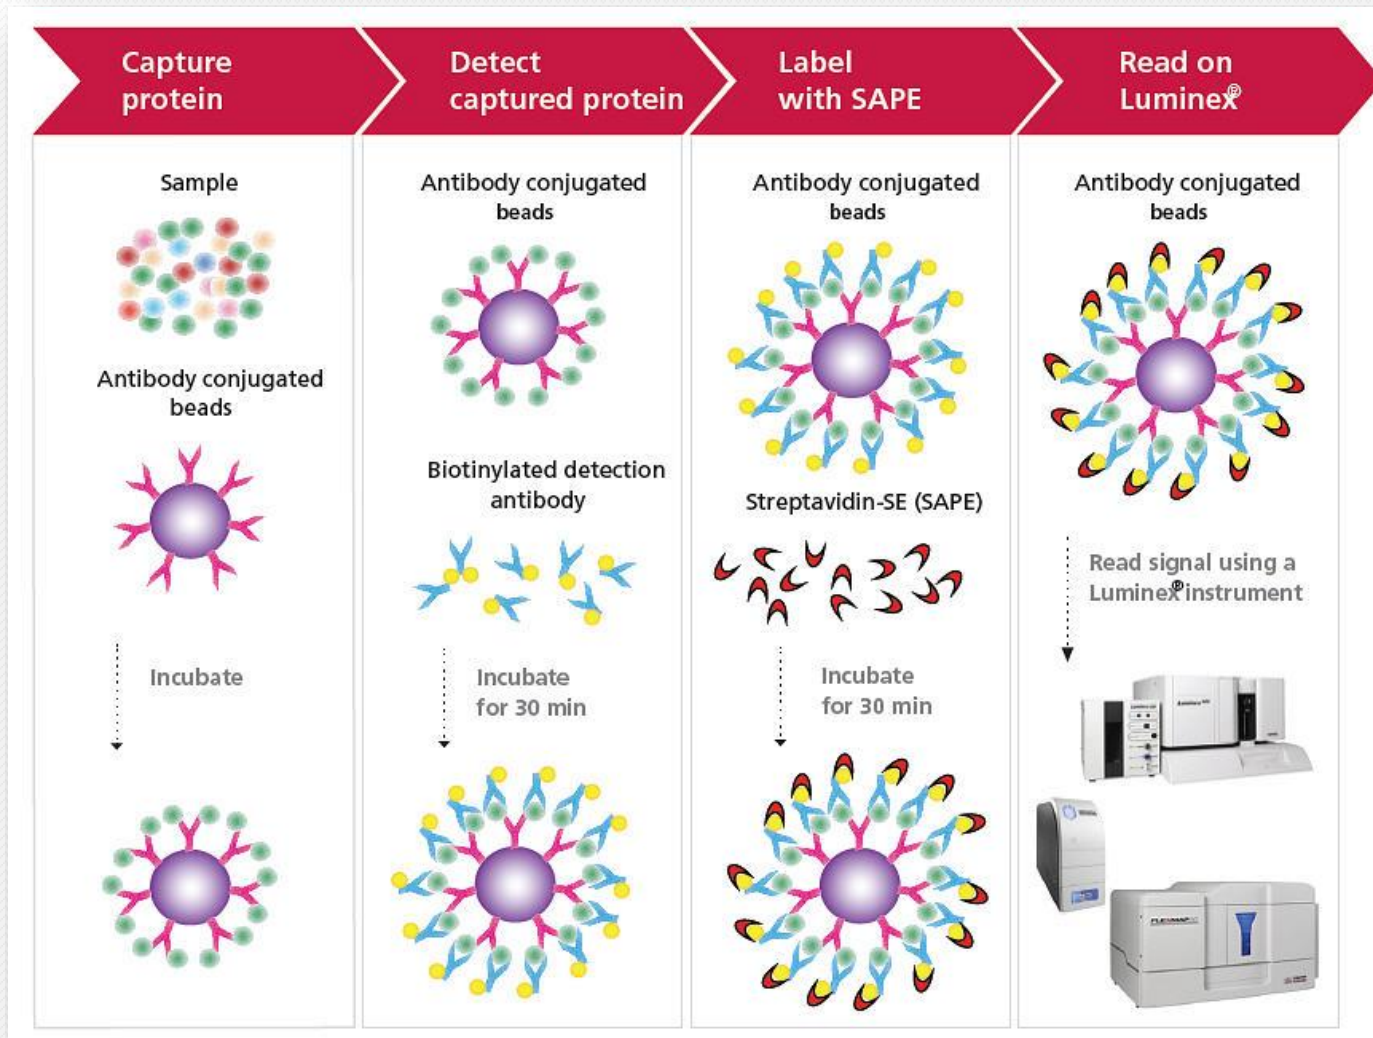 Capture
protein
Detect
captured protein
Label
with SAPE
Read on
Luminex®
Sample
Antibody conjugated
beads
Incubate
Antibody conjugated
beads
Biotinylated detection
antibody
Incubate
for 30 min
Antibody conjugated
beads
Streptavidin-SE (SAPE)
Incubate
for 30 min
Antibody conjugated
beads
Read signal using a
Luminex® instrument